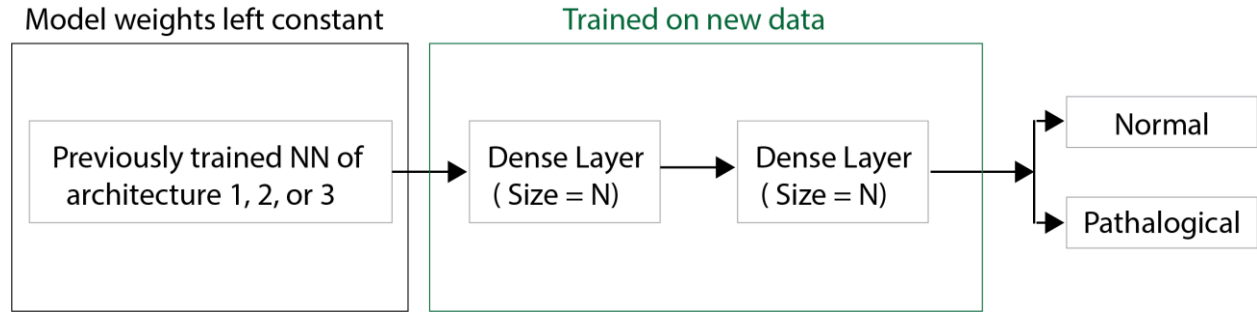 Model weights left constant
Trained on new data
Previously trained NN of
architecture 1, 2, or 3
Dense Layer
( Size = N)
Dense Layer
( Size = N)
Normal
Pathalogical